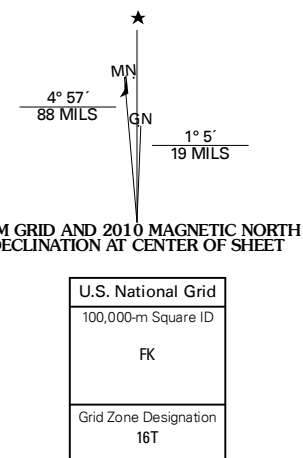 ★
MN
4° 57´
88 MILS
GN
1° 5´
19 MILS
M GRID AND 2010 MAGNETIC NORTH
DECLINATION AT CENTER OF SHEET
U.S. National Grid
100,000-m Square ID
FK
Grid Zone Designation
16T